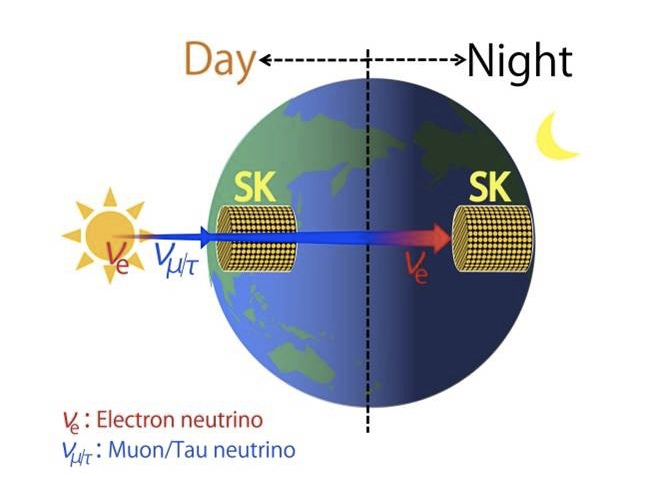 Day Night
SK SK
νe νμ/τ νe
νe : Electron neutrino
νμ/τ : Muon/Tau neutrino